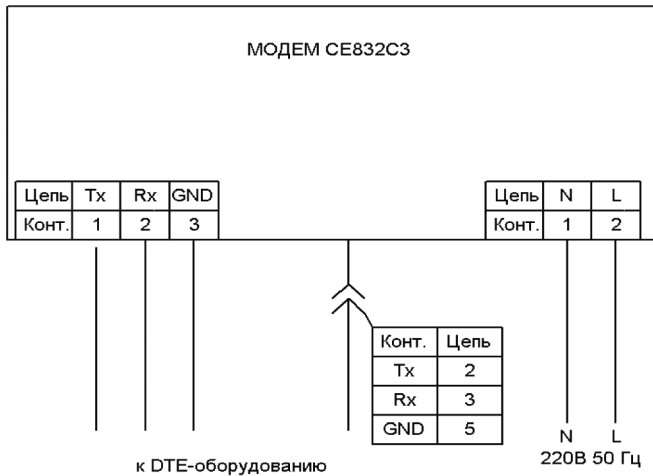 МОДЕМ СЕ832С3
Цепь Tx Rx GND
Конт. 1 2 3
Цепь N L
Конт. 1 2
Конт. Цепь
Tx 2
Rx 3
GND 5
N L
к DTE-оборудованию
220В 50 Гц